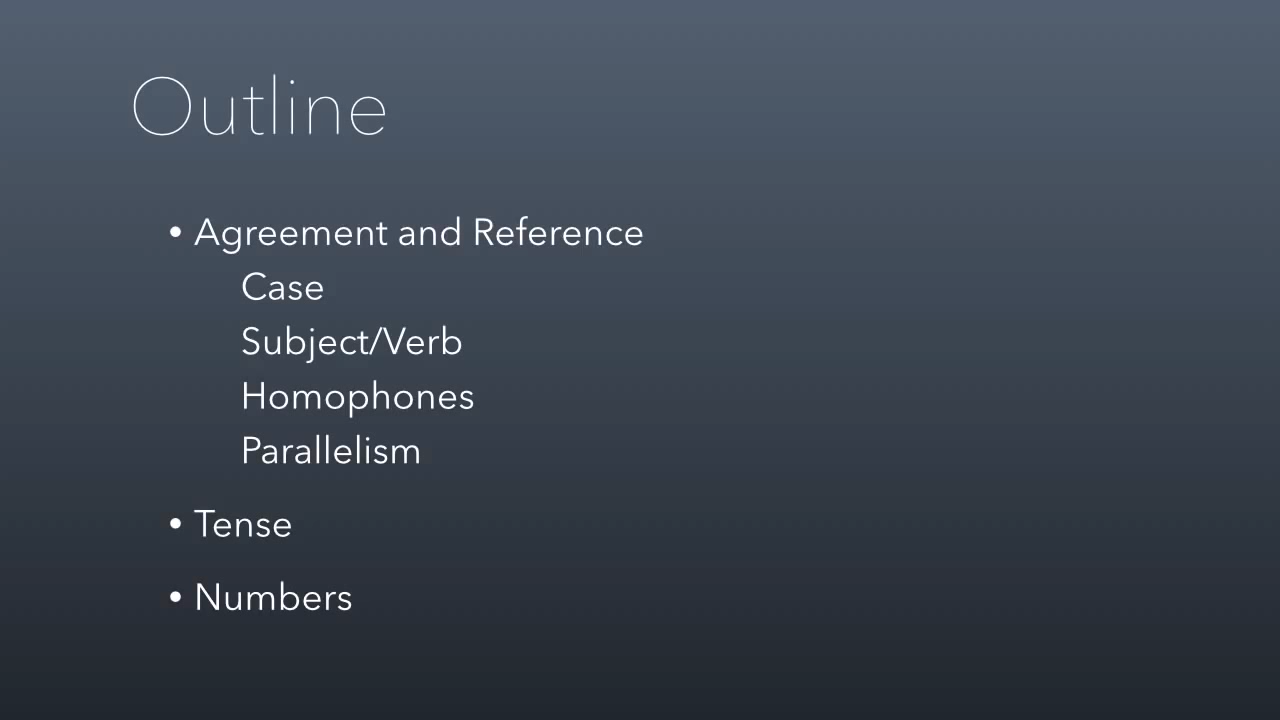 Outline
• Agreement and Reference
Case
Subject/Verb
Homophones
Parallelism
• Tense
• Numbers